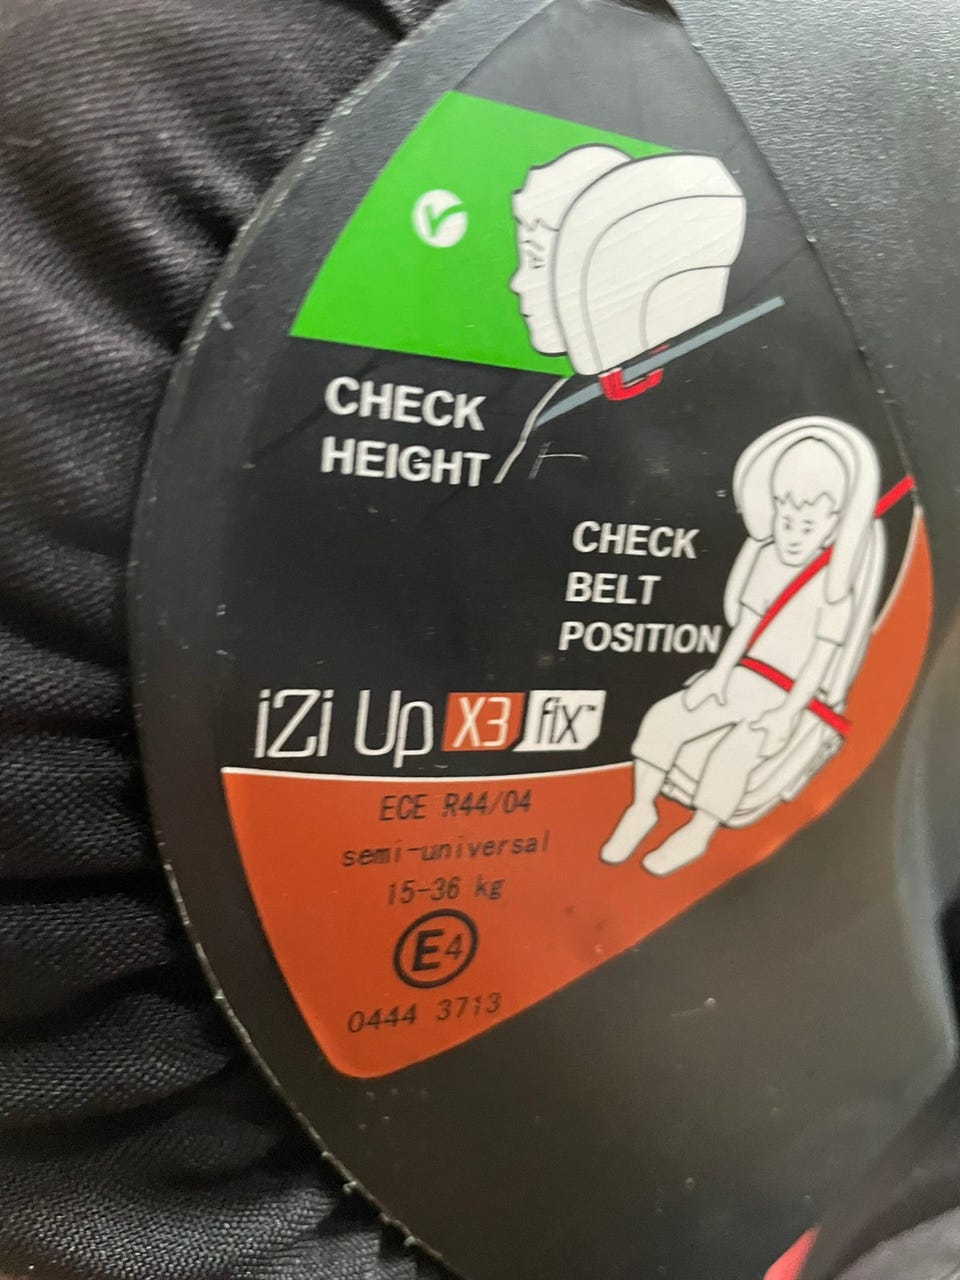 CHECK
HEIGHT
CHECK
BELT
POSITION
iZi Up X3 fix™
ECE R44/04
semi-universal
15-36 kg
E4
0444 3713